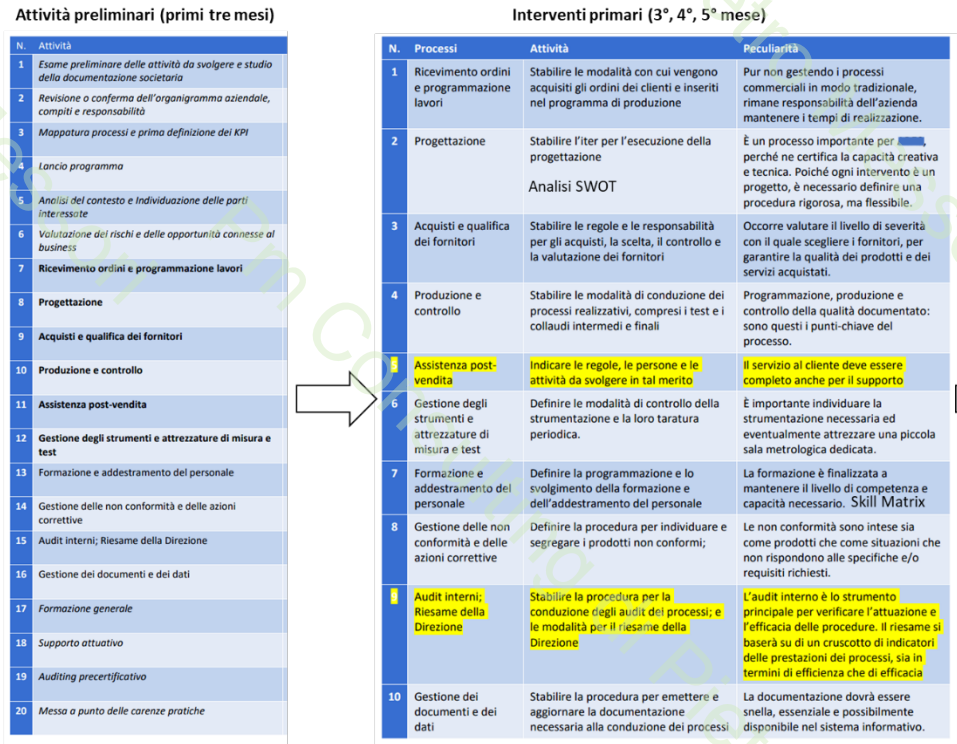 Attività preliminari (primi tre mesi)
N. Attività
1 Esame preliminare delle attività da svolgere e studio
della documentazione societaria
2 Revisione o conferma dell'organigramma aziendale,
compiti e responsabilità
3 Mappatura processi e prima definizione dei KPI
4 Lancio programma
5 Analisi del contesto e Individuazione delle parti
interessate
6 Valutazione dei rischi e delle opportunità connesse al
business
7 Ricevimento ordini e programmazione lavori
8 Progettazione
9 Acquisti e qualifica dei fornitori
10 Produzione e controllo
11 Assistenza post-vendita
12 Gestione degli strumenti e attrezzature di misura e
test
13 Formazione e addestramento del personale
14 Gestione delle non conformità e delle azioni
correttive
15 Audit interni; Riesame della Direzione
16 Gestione dei documenti e dei dati
17 Formazione generale
18 Supporto attuativo
19 Auditing precertificativo
20 Messa a punto delle carenze pratiche
Interventi primari (3°, 4°, 5° mese)
N. Processi Attività Peculiarità
1 Ricevimento ordini
e programmazione
lavori
Stabilire le modalità con cui vengono
acquisiti gli ordini dei clienti e inseriti
nel programma di produzione
Pur non gestendo i processi
commerciali in modo tradizionale,
rimane responsabilità dell'azienda
mantenere i tempi di realizzazione.
2 Progettazione
Stabilire l'iter per l'esecuzione della
progettazione
Analisi SWOT
È un processo importante per ,
perché ne certifica la capacità creativa
e tecnica. Poiché ogni intervento è un
progetto, è necessario definire una
procedura rigorosa, ma flessibile.
3 Acquisti e qualifica
dei fornitori
Stabilire le regole e le responsabilità
per gli acquisti, la scelta, il controllo e
la valutazione dei fornitori
Occorre valutare il livello di severità
con il quale scegliere i fornitori, per
garantire la qualità dei prodotti e dei
servizi acquistati.
4 Produzione e
controllo
Stabilire le modalità di conduzione dei
processi realizzativi, compresi i test e i
collaudi intermedi e finali
Programmazione, produzione e
controllo della qualità documentato:
sono questi i punti-chiave del
processo.
5 Assistenza post-
vendita
Indicare le regole, le persone e le
attività da svolgere in tal merito
Il servizio al cliente deve essere
completo anche per il supporto
6 Gestione degli
strumenti e
attrezzature di
misura e test
Definire le modalità di controllo della
strumentazione e la loro taratura
periodica.
È importante individuare la
strumentazione necessaria ed
eventualmente attrezzare una piccola
sala metrologica dedicata.
7 Formazione e
addestramento del
personale
Definire la programmazione e lo
svolgimento della formazione e
dell'addestramento del personale
La formazione è finalizzata a
mantenere il livello di competenza e
capacità necessario. Skill Matrix
8 Gestione delle non
conformità e delle
azioni correttive
Definire la procedura per individuare e
segregare i prodotti non conformi;
Le non conformità sono intese sia
come prodotti che come situazioni che
non rispondono alle specifiche e/o
requisiti richiesti.
9 Audit interni;
Riesame della
Direzione
Stabilire la procedura per la
conduzione degli audit dei processi; e
le modalità per il riesame della
Direzione
L'audit interno è lo strumento
principale per verificare l'attuazione e
l'efficacia delle procedure. Il riesame si
baserà su di un cruscotto di indicatori
delle prestazioni dei processi, sia in
termini di efficienza che di efficacia
10 Gestione dei
documenti e dei
dati
Stabilire la procedura per emettere e
aggiornare la documentazione
necessaria alla conduzione dei processi
La documentazione dovrà essere
snella, essenziale e possibilmente
disponibile nel sistema informativo.
Pm Consulting